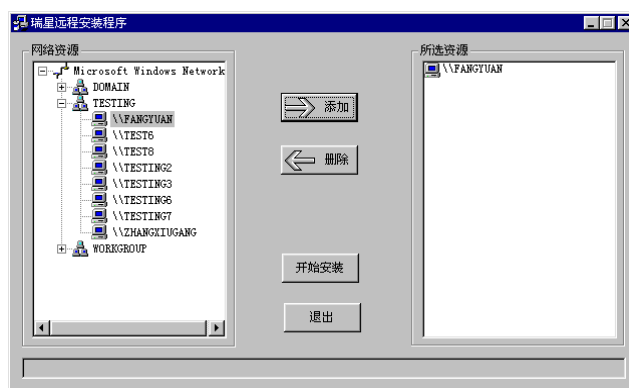 瑞星远程安装程序
网络资源
Microsoft Windows Network
DOMAIN
TESTING
\\FANGYUAN
\\TEST6
\\TEST8
\\TESTING2
\\TESTING3
\\TESTING6
\\TESTING7
\\ZHANGXIUGANG
WORKGROUP
添加
删除
开始安装
退出
所选资源
\\FANGYUAN